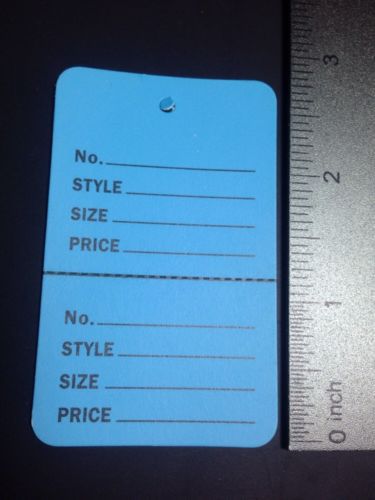 No.
STYLE
SIZE
PRICE
No.
STYLE
SIZE
PRICE
3
2
1
0 inch